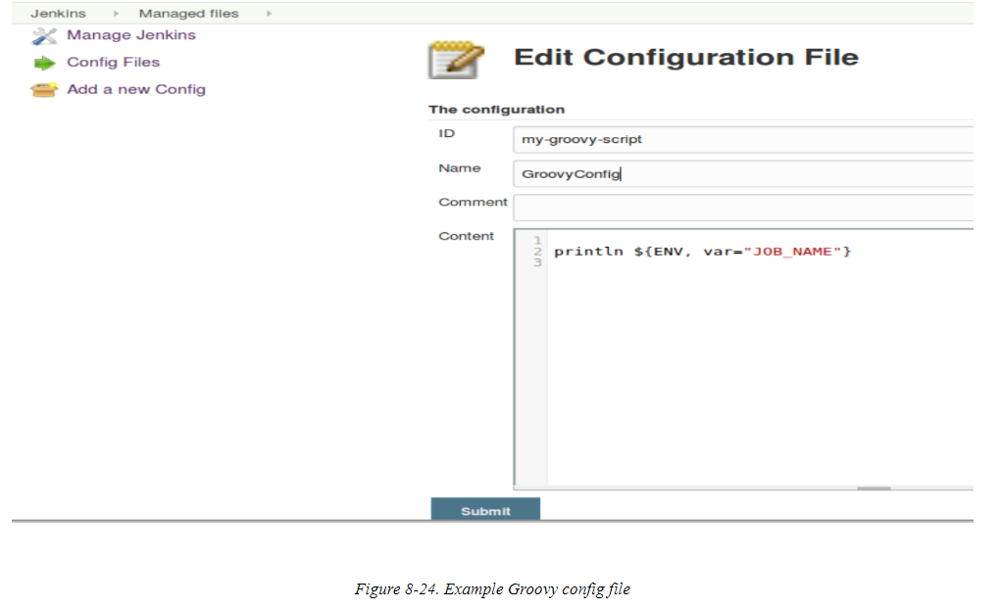 Jenkins Managed files
Manage Jenkins
Config Files
Add a new Config
Edit Configuration File
The configuration
ID my-groovy-script
Name GroovyConfig
Comment
Content
1
2 println ${ENV, var="JOB_NAME"}
3
Submit
Figure 8-24. Example Groovy config file